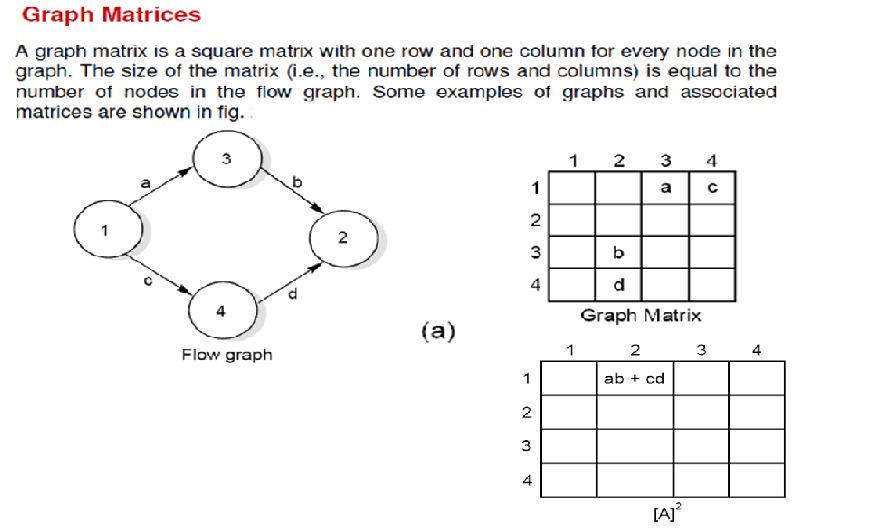 Graph Matrices
A graph matrix is a square matrix with one row and one column for every node in the
graph. The size of the matrix (i.e., the number of rows and columns) is equal to the
number of nodes in the flow graph. Some examples of graphs and associated
matrices are shown in fig. :
3
a
b
1
2
c
d
4
Flow graph
(a)
1 2 3 4
1 a c
2
3 b
4 d
Graph Matrix
1 2 3 4
1 ab + cd
2
3
4
[A]²